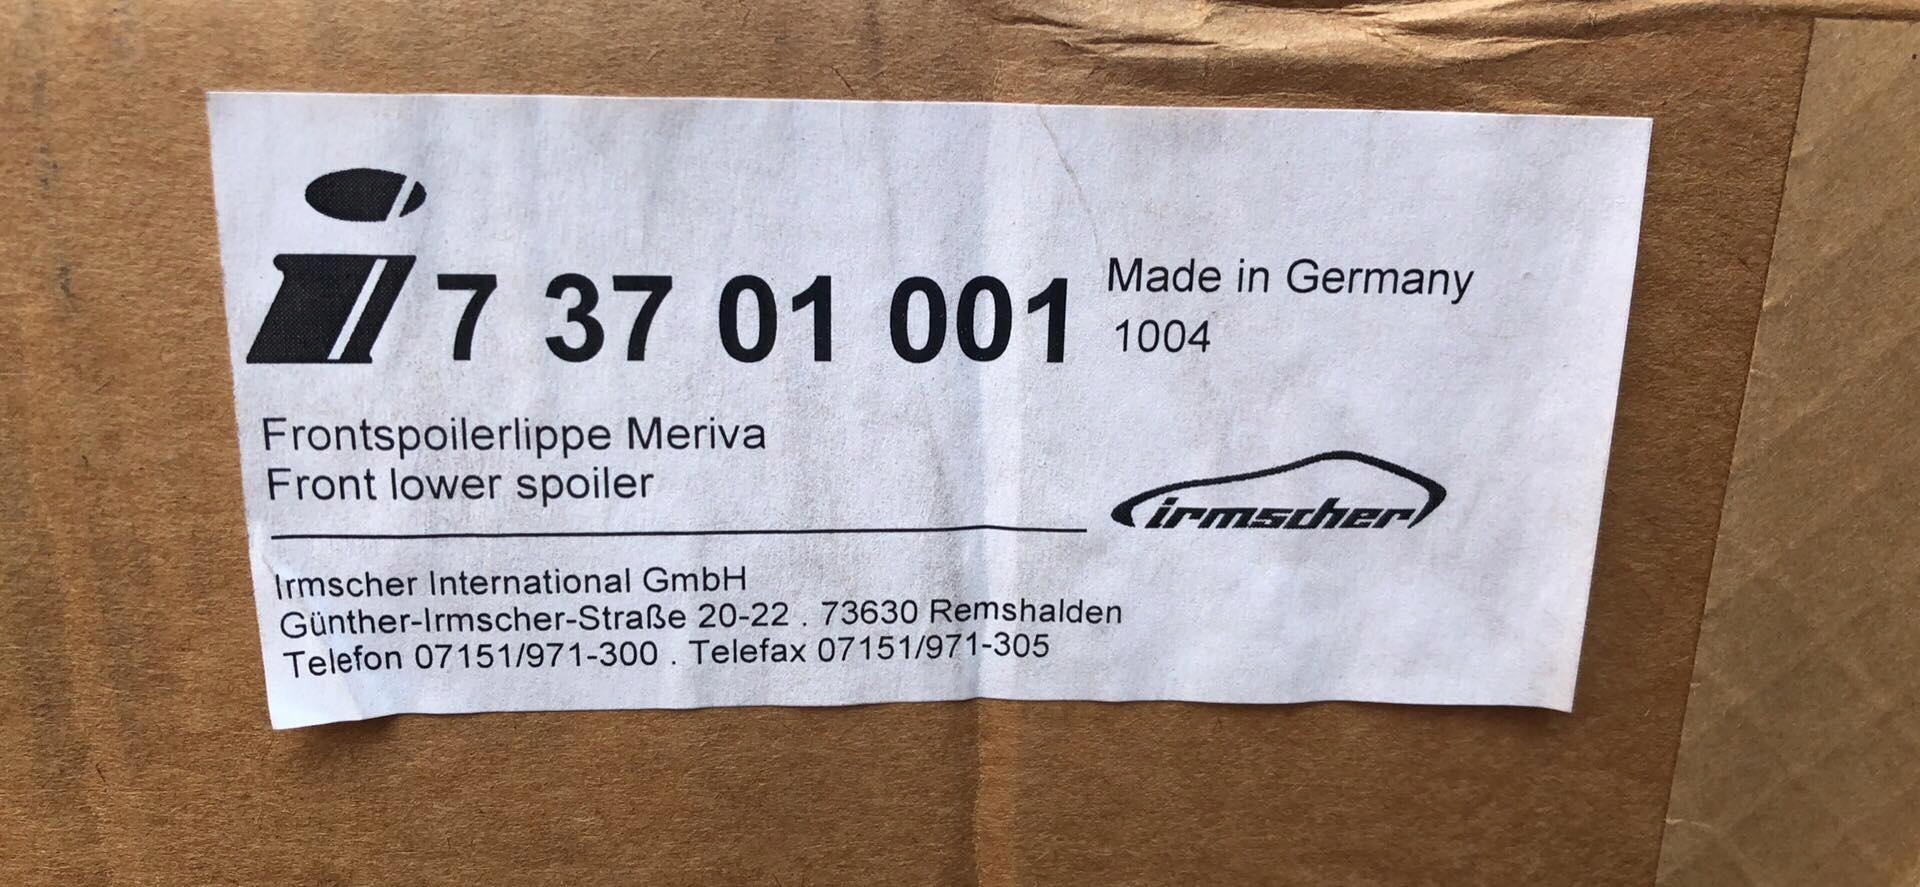 i 7 37 01 001
Made in Germany
1004
Frontspoilerlippe Meriva
Front lower spoiler
irmscher
Irmscher International GmbH
Günther-Irmscher-Straße 20-22 . 73630 Remshalden
Telefon 07151/971-300 . Telefax 07151/971-305